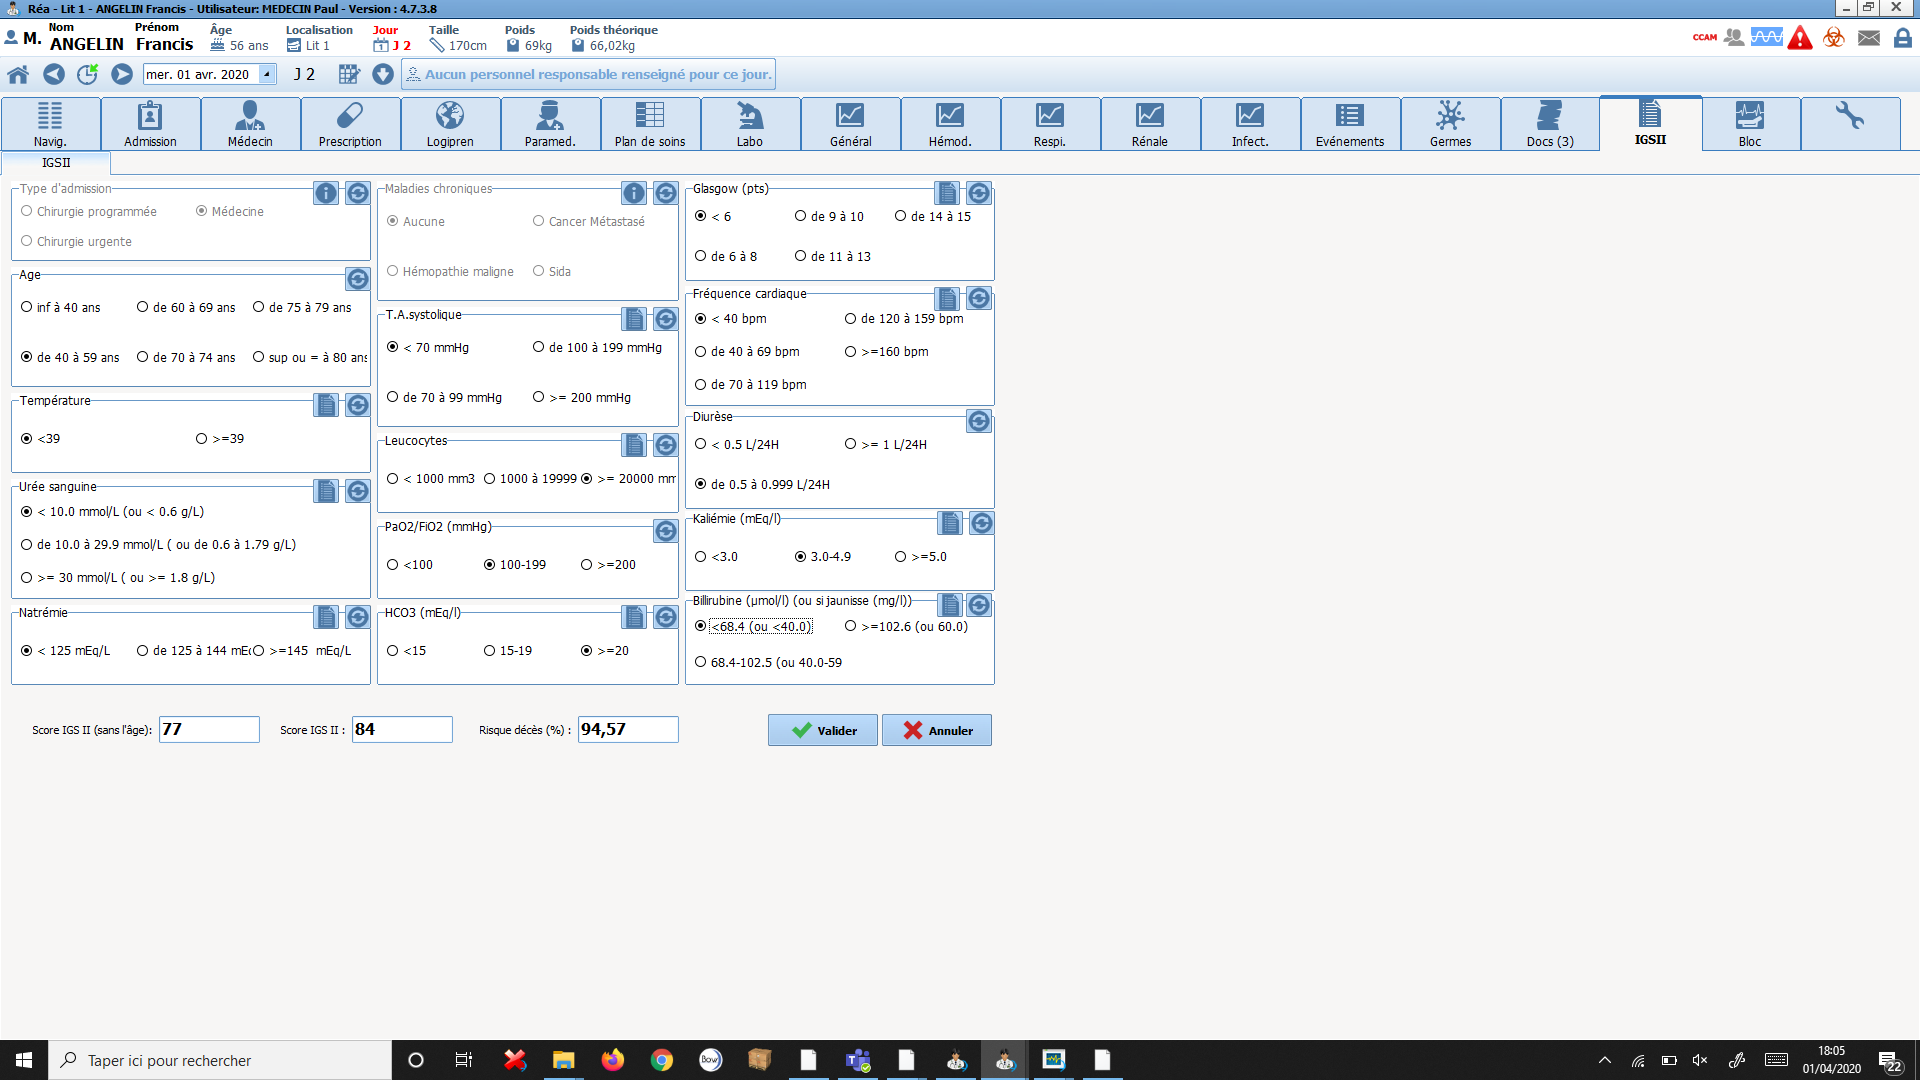 Réa - Lit 1 - ANGELIN Francis - Utilisateur: MEDECIN Paul - Version : 4.7.3.8
M. Nom ANGELIN Prénom Francis
Âge 56 ans
Localisation Lit 1
Jour J 2
Taille 170cm
Poids 69kg
Poids théorique 66,02kg
CCAM
mer. 01 avr. 2020 J 2 Aucun personnel responsable renseigné pour ce jour.
Navig. Admission Médecin Prescription Logipren Paramed. Plan de soins Labo Général Hémod. Respi. Rénale Infect. Evénements Germes Docs (3) IGSII Bloc
IGSII
Type d'admission
Chirurgie programmée Médecine
Chirurgie urgente
Age
inf à 40 ans de 60 à 69 ans de 75 à 79 ans
de 40 à 59 ans de 70 à 74 ans sup ou = à 80 ans
Température
<39 >=39
Urée sanguine
< 10.0 mmol/L (ou < 0.6 g/L)
de 10.0 à 29.9 mmol/L ( ou de 0.6 à 1.79 g/L)
>= 30 mmol/L ( ou >= 1.8 g/L)
Natrémie
< 125 mEq/L de 125 à 144 mEq >=145 mEq/L
Maladies chroniques
Aucune Cancer Métastasé
Hémopathie maligne Sida
T.A.systolique
< 70 mmHg de 100 à 199 mmHg
de 70 à 99 mmHg >= 200 mmHg
Leucocytes
< 1000 mm3 1000 à 19999 >= 20000 mm
PaO2/FiO2 (mmHg)
<100 100-199 >=200
HCO3 (mEq/l)
<15 15-19 >=20
Glasgow (pts)
< 6 de 9 à 10 de 14 à 15
de 6 à 8 de 11 à 13
Fréquence cardiaque
< 40 bpm de 120 à 159 bpm
de 40 à 69 bpm >=160 bpm
de 70 à 119 bpm
Diurèse
< 0.5 L/24H >= 1 L/24H
de 0.5 à 0.999 L/24H
Kaliémie (mEq/l)
<3.0 3.0-4.9 >=5.0
Billirubine (µmol/l) (ou si jaunisse (mg/l))
<68.4 (ou <40.0) >=102.6 (ou 60.0)
68.4-102.5 (ou 40.0-59
Score IGS II (sans l'âge): 77 Score IGS II : 84 Risque décès (%) : 94,57 Valider Annuler
Taper ici pour rechercher
Bow
18:05
01/04/2020
22